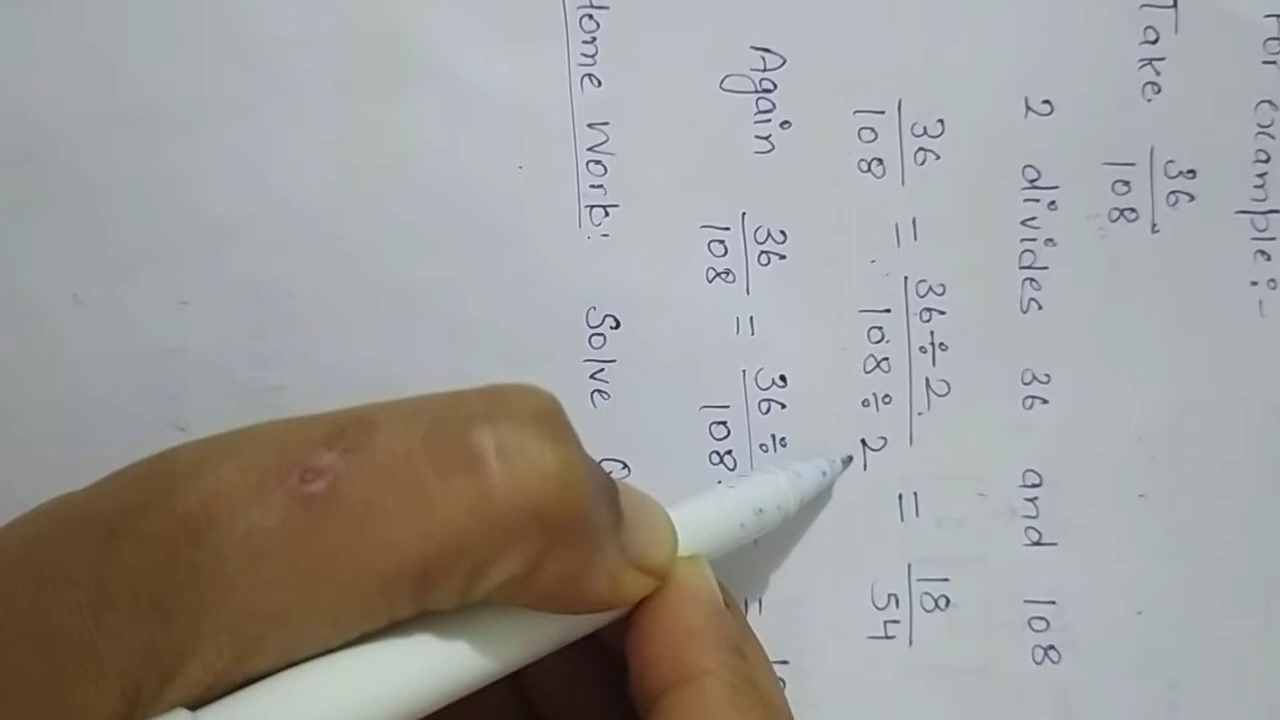 For example:-
Take 36/108
2 divides 36 and 108
36/108 = 36÷2/108÷2 = 18/54
Again 36/108 = 36÷/108 =
Home Work: Solve